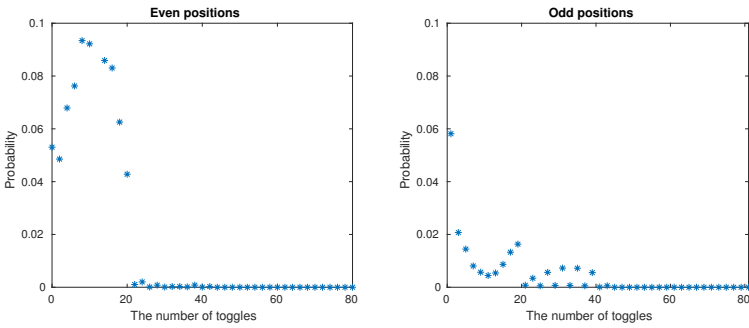 Even positions
0.1
0.08
0.06
0.04
0.02
0
Probability
0 20 40 60 80
The number of toggles
Odd positions
0.1
0.08
0.06
0.04
0.02
0
Probability
0 20 40 60 80
The number of toggles